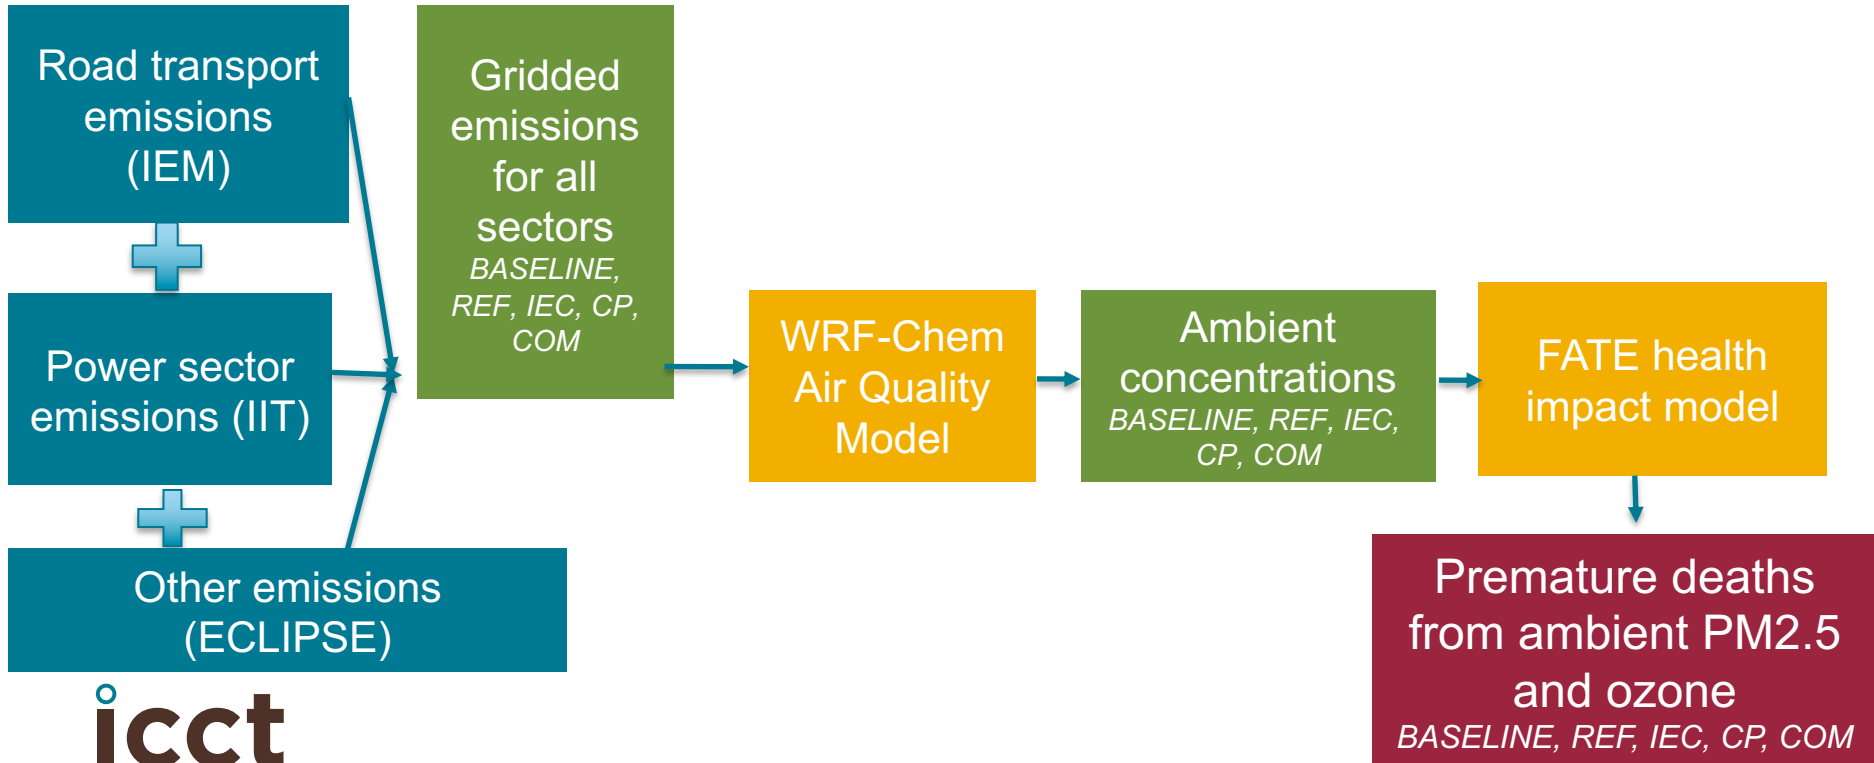 Road transport
emissions
(IEM)
Power sector
emissions (IIT)
Other emissions
(ECLIPSE)
icct
Gridded
emissions
for all
sectors
BASELINE,
REF, IEC, CP,
COM
WRF-Chem
Air Quality
Model
Ambient
concentrations
BASELINE, REF, IEC,
CP, COM
FATE health
impact model
Premature deaths
from ambient PM2.5
and ozone
BASELINE, REF, IEC, CP, COM